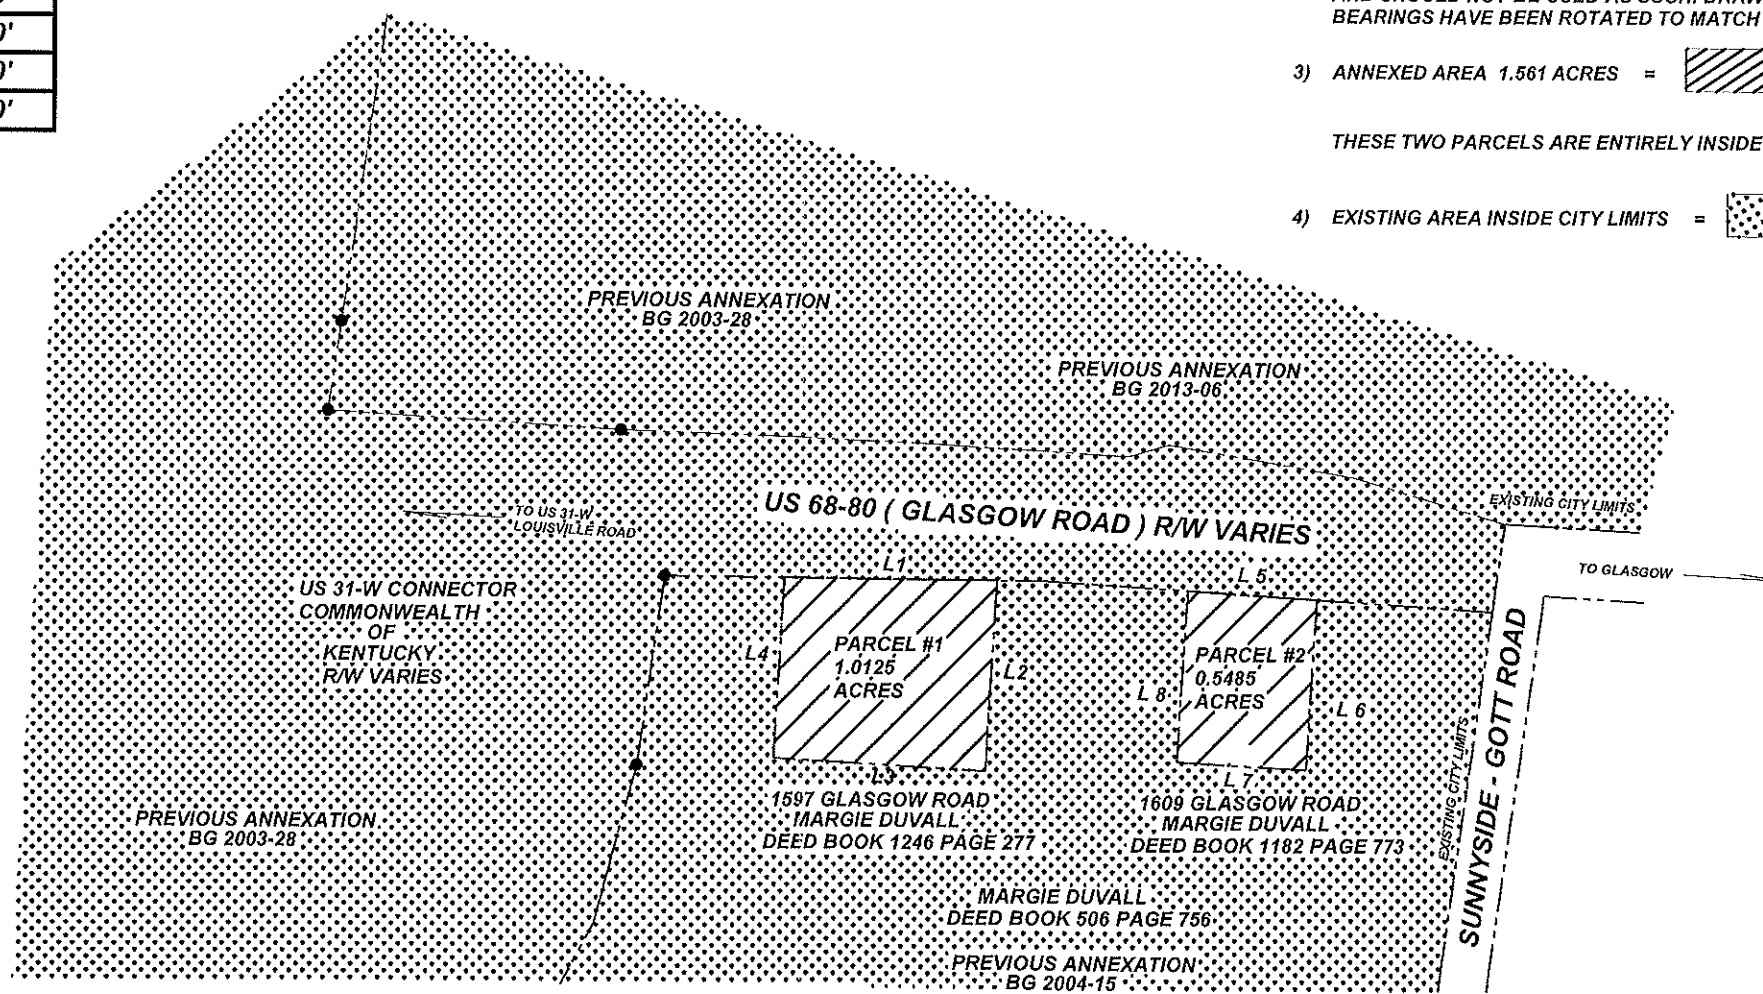 0'
0'
0'
BEARINGS HAVE BEEN ROTATED TO MATCH
3) ANNEXED AREA 1.561 ACRES =
THESE TWO PARCELS ARE ENTIRELY INSIDE
4) EXISTING AREA INSIDE CITY LIMITS =
PREVIOUS ANNEXATION
BG 2003-28
PREVIOUS ANNEXATION
BG 2013-06
EXISTING CITY LIMITS
US 68-80 ( GLASGOW ROAD ) R/W VARIES
TO US 31-W
LOUISVILLE ROAD
TO GLASGOW
US 31-W CONNECTOR
COMMONWEALTH
OF
KENTUCKY
R/W VARIES
L1
L4
PARCEL #1
1.0125
ACRES
L2
L3
L 5
L 8
PARCEL #2
0.5485
ACRES
L 6
L 7
1597 GLASGOW ROAD
MARGIE DUVALL
DEED BOOK 1246 PAGE 277
1609 GLASGOW ROAD
MARGIE DUVALL
DEED BOOK 1182 PAGE 773
EXISTING CITY LIMITS
SUNNYSIDE - GOTT ROAD
PREVIOUS ANNEXATION
BG 2003-28
MARGIE DUVALL
DEED BOOK 506 PAGE 756
PREVIOUS ANNEXATION
BG 2004-15